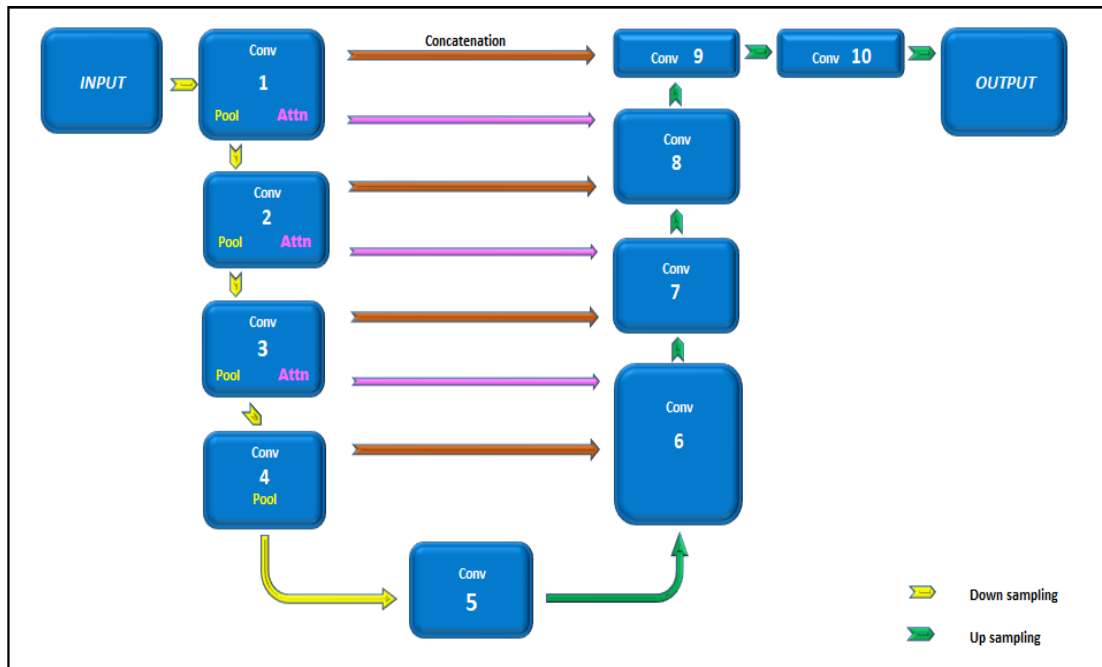 INPUT
Conv
1
Pool Attn
Concatenation
Conv 9
Conv 10
OUTPUT
Conv
2
Pool Attn
Conv
8
Conv
3
Pool Attn
Conv
7
Conv
4
Pool
Conv
6
Conv
5
Down sampling
Up sampling